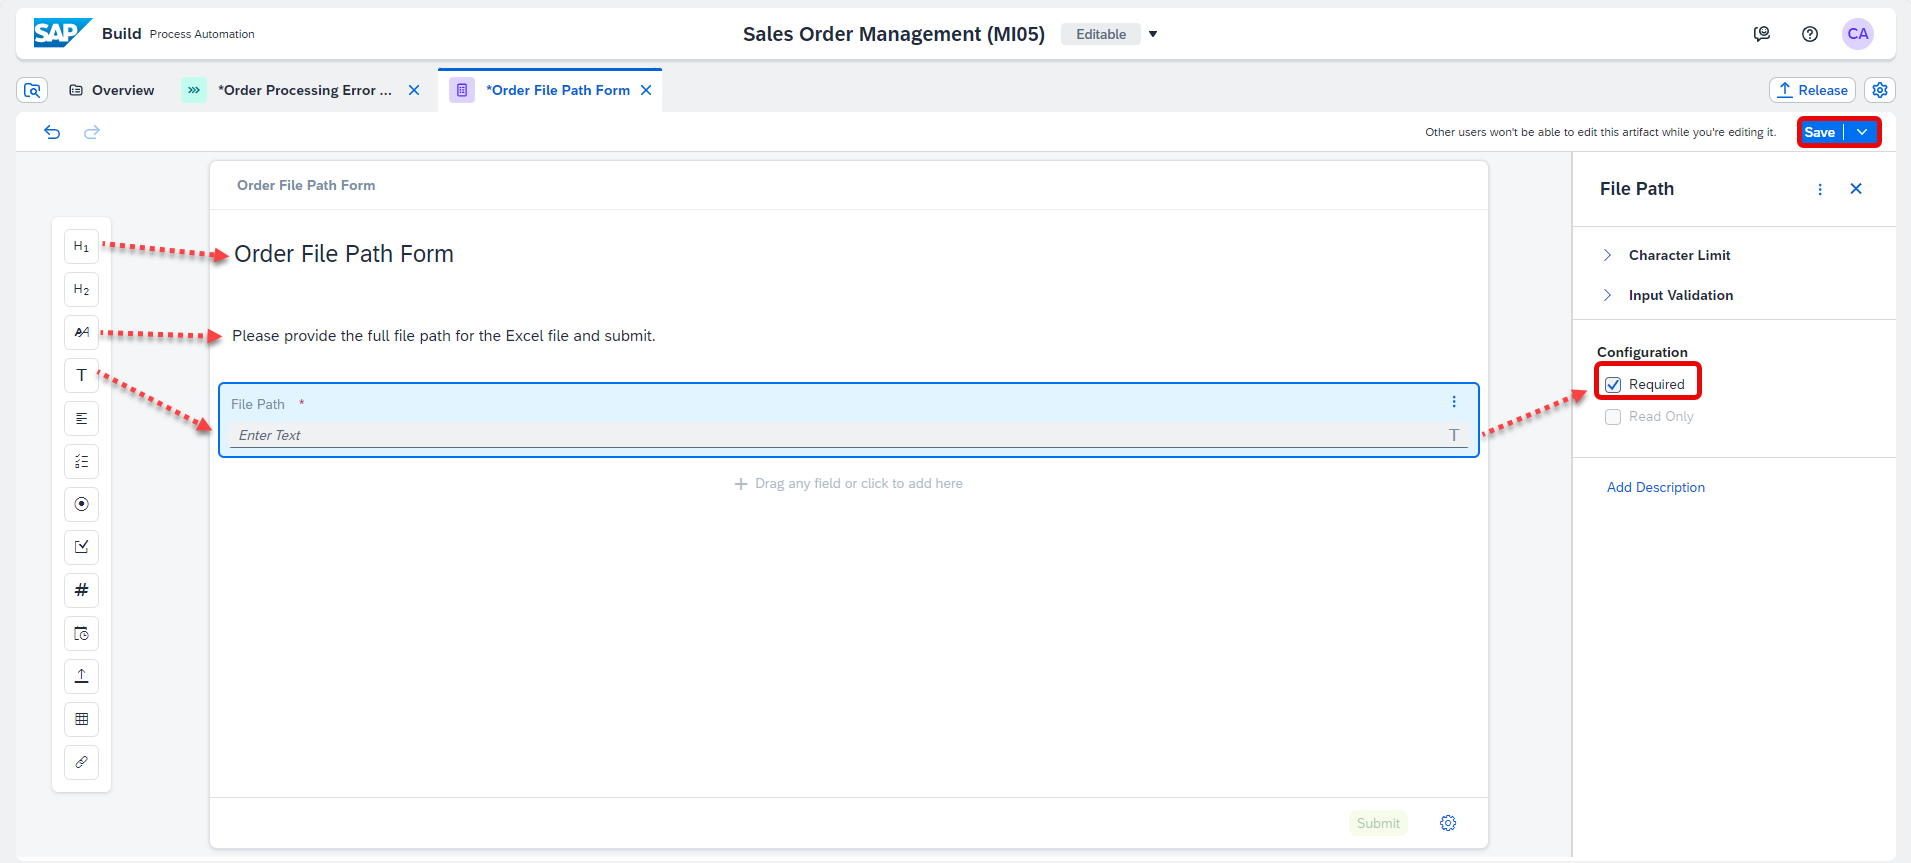 SAP Build Process Automation
Sales Order Management (MI05) Editable
CA
Overview
*Order Processing Error ...
*Order File Path Form
Release
Other users won't be able to edit this artifact while you're editing it.
Save
Order File Path Form
File Path
H1
Order File Path Form
Character Limit
H2
Input Validation
AA
Please provide the full file path for the Excel file and submit.
Configuration
T
Required
File Path *
Read Only
Enter Text
T
Drag any field or click to add here
Add Description
#
Submit